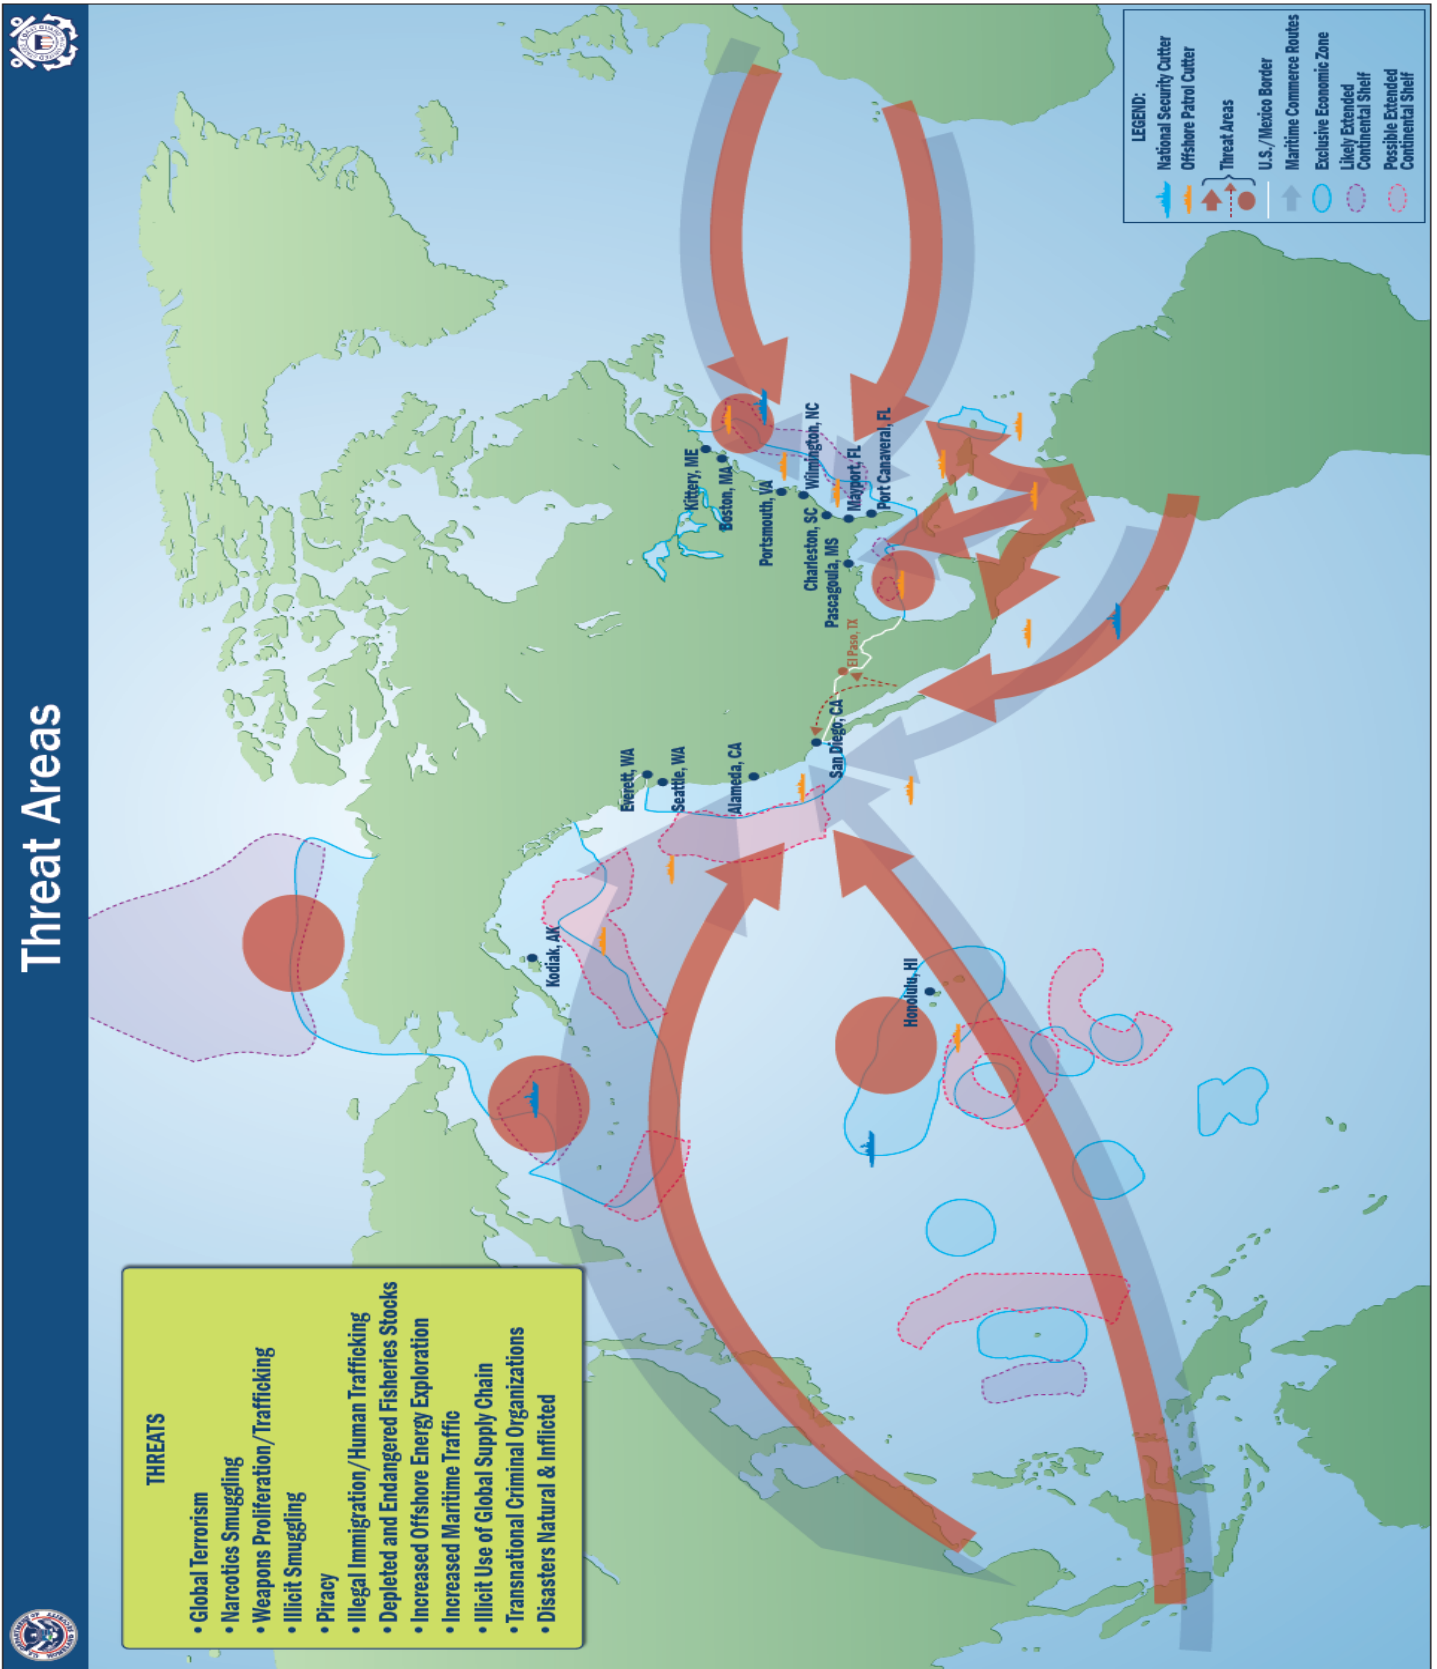 Threat Areas
THREATS
• Global Terrorism
• Narcotics Smuggling
• Weapons Proliferation/Trafficking
• Illicit Smuggling
• Piracy
• Illegal Immigration/Human Trafficking
• Depleted and Endangered Fisheries Stocks
• Increased Offshore Energy Exploration
• Increased Maritime Traffic
• Illicit Use of Global Supply Chain
• Transnational Criminal Organizations
• Disasters Natural & Inflicted
Kodiak, AK
Honolulu, HI
Everett, WA
Seattle, WA
Alameda, CA
San Diego, CA
El Paso, TX
Pascagoula, MS
Charleston, SC
Portsmouth, VA
Boston, MA
Kittery, ME
Wilmington, NC
Mayport, FL
Port Canaveral, FL
LEGEND:
National Security Cutter
Offshore Patrol Cutter
Threat Areas
U.S./Mexico Border
Maritime Commerce Routes
Exclusive Economic Zone
Likely Extended
Continental Shelf
Possible Extended
Continental Shelf